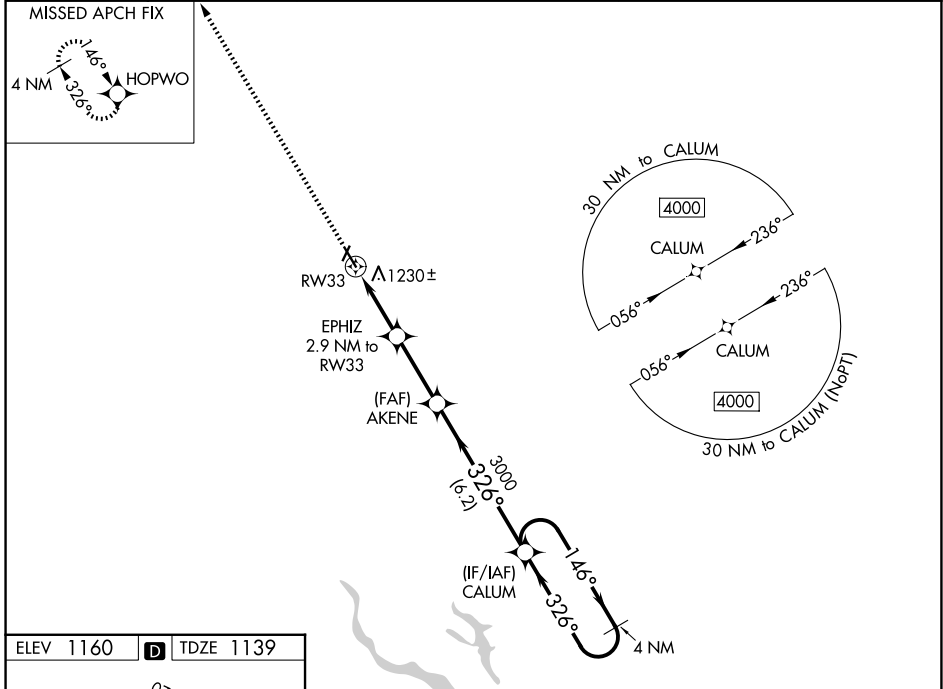 MISSED APCH FIX
146°
4 NM
HOPWO
326°
30 NM to CALUM
4000
CALUM
236°
056°
RW33
1230±
EPHIZ
2.9 NM to
RW33
236°
056°
CALUM
4000
30 NM to CALUM (NoPT)
(FAF)
AKENE
3000
326°
(6.2)
(IF/IAF)
CALUM
146°
326°
4 NM
ELEV 1160 D TDZE 1139